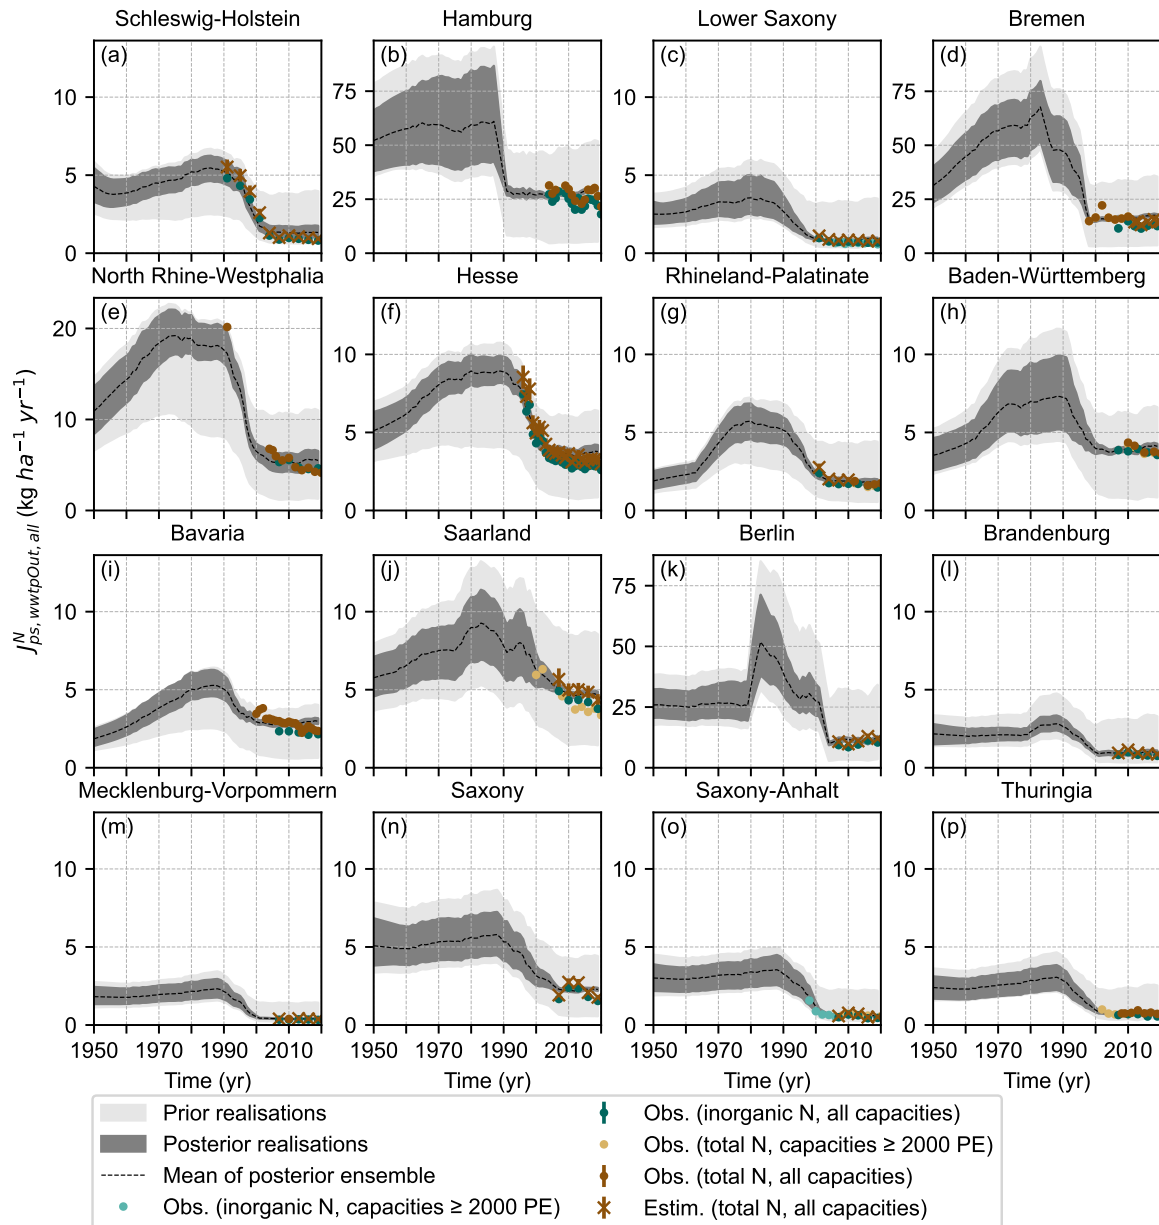 Schleswig-Holstein Hamburg Lower Saxony Bremen
(a) (b) (c) (d)
10 75 10 75
50 50
5 5
25 25
0 0 0 0
North Rhine-Westphalia Hesse Rhineland-Palatinate Baden-Württemberg
(e) (f) (g) (h)
20 10 10 10
10 5 5 5
0 0 0 0
J^N_{ps, wwtpOut, all} (kg ha⁻¹ yr⁻¹)
Bavaria Saarland Berlin Brandenburg
(i) (j) (k) (l)
10 10 75 10
50
5 5 5
25
0 0 0 0
Mecklenburg-Vorpommern Saxony Saxony-Anhalt Thuringia
(m) (n) (o) (p)
10 10 10 10
5 5 5 5
0 0 0 0
1950 1970 1990 2010 1950 1970 1990 2010 1950 1970 1990 2010 1950 1970 1990 2010
Time (yr) Time (yr) Time (yr) Time (yr)
Prior realisations
Posterior realisations
Mean of posterior ensemble
Obs. (inorganic N, capacities ≥ 2000 PE)
Obs. (inorganic N, all capacities)
Obs. (total N, capacities ≥ 2000 PE)
Obs. (total N, all capacities)
Estim. (total N, all capacities)